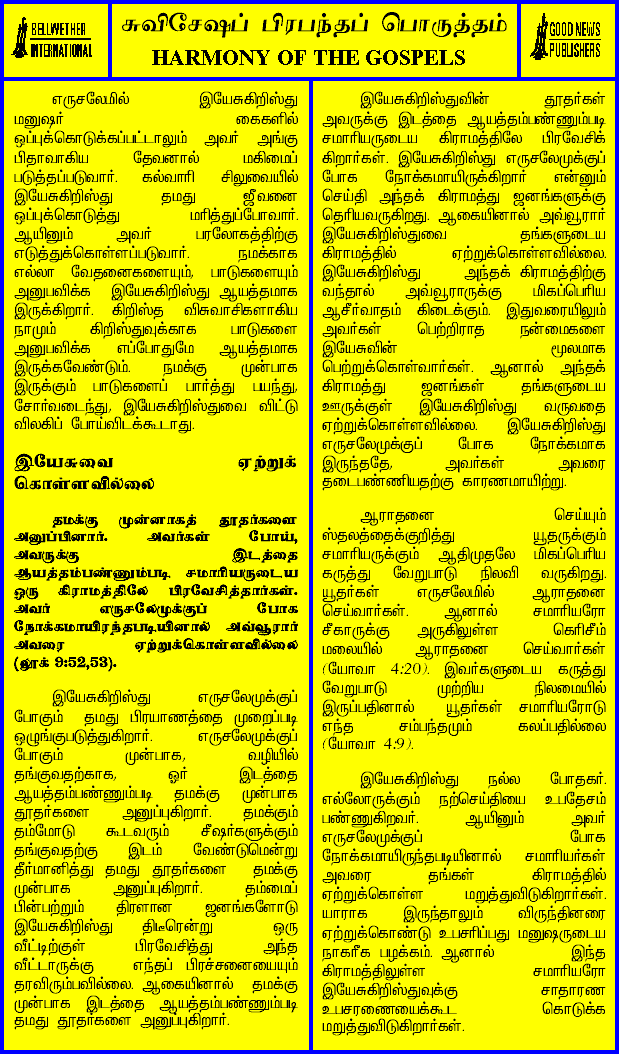 BELLWETHER
INTERNATIONAL
சுவிசேஷப் பிரபந்தப் பொருத்தம்
HARMONY OF THE GOSPELS
GOOD NEWS
PUBLISHERS
எருசலேமில் இயேசுகிறிஸ்து
மனுஷர் கைகளில்
ஒப்புக்கொடுக்கப்பட்டாலும் அவர் அங்கு
பிதாவாகிய தேவனால் மகிமைப்
படுத்தப்படுவார். கல்வாரி சிலுவையில்
இயேசுகிறிஸ்து தமது ஜீவனை
ஒப்புக்கொடுத்து மரித்துப்போவார்.
ஆயினும் அவர் பரலோகத்திற்கு
எடுத்துக்கொள்ளப்படுவார். நமக்காக
எல்லா வேதனைகளையும், பாடுகளையும்
அனுபவிக்க இயேசுகிறிஸ்து ஆயத்தமாக
இருக்கிறார். கிறிஸ்த விசுவாசிகளாகிய
நாமும் கிறிஸ்துவுக்காக பாடுகளை
அனுபவிக்க எப்போதுமே ஆயத்தமாக
இருக்கவேண்டும். நமக்கு முன்பாக
இருக்கும் பாடுகளைப் பார்த்து பயந்து,
சோர்வடைந்து, இயேசுகிறிஸ்துவை விட்டு
விலகிப் போய்விடக்கூடாது.
இயேசுவை ஏற்றுக்
கொள்ளவில்லை
தமக்கு முன்னாகத் தூதர்களை
அனுப்பினார். அவர்கள் போய்,
அவருக்கு இடத்தை
ஆயத்தம்பண்ணும்படி சமாரியருடைய
ஒரு கிராமத்திலே பிரவேசித்தார்கள்.
அவர் எருசலேமுக்குப் போக
நோக்கமாயிரந்தபடியினால் அவ்வூரார்
அவரை ஏற்றுக்கொள்ளவில்லை
(லூக் 9:52,53).
இயேசுகிறிஸ்து எருசலேமுக்குப்
போகும் தமது பிரயாணத்தை முறைப்படி
ஒழுங்குபடுத்துகிறார். எருசலேமுக்குப்
போகும் முன்பாக, வழியில்
தங்குவதற்காக, ஓர் இடத்தை
ஆயத்தம்பண்ணும்படி தமக்கு முன்பாக
தூதர்களை அனுப்புகிறார். தமக்கும்
தம்மோடு கூடவரும் சீஷர்களுக்கும்
தங்குவதற்கு இடம் வேண்டுமென்று
தீர்மானித்து தமது தூதர்களை தமக்கு
முன்பாக அனுப்புகிறார். தம்மைப்
பின்பற்றும் திரளான ஜனங்களோடு
இயேசுகிறிஸ்து திடீரென்று ஒரு
வீட்டிற்குள் பிரவேசித்து அந்த
வீட்டாருக்கு எந்தப் பிரச்சனையையும்
தரவிரும்பவில்லை. ஆகையினால் தமக்கு
முன்பாக இடத்தை ஆயத்தம்பண்ணும்படி
தமது தூதர்களை அனுப்புகிறார்.
இயேசுகிறிஸ்துவின் தூதர்கள்
அவருக்கு இடத்தை ஆயத்தம்பண்ணும்படி
சமாரியருடைய கிராமத்திலே பிரவேசிக்
கிறார்கள். இயேசுகிறிஸ்து எருசலேமுக்குப்
போக நோக்கமாயிருக்கிறார் என்னும்
செய்தி அந்தக் கிராமத்து ஜனங்களுக்கு
தெரியவருகிறது. ஆகையினால் அவ்வூரார்
இயேசுகிறிஸ்துவை தங்களுடைய
கிராமத்தில் ஏற்றுக்கொள்ளவில்லை.
இயேசுகிறிஸ்து அந்தக் கிராமத்திற்கு
வந்தால் அவ்வூராருக்கு மிகப்பெரிய
ஆசீர்வாதம் கிடைக்கும். இதுவரையிலும்
அவர்கள் பெற்றிராத நன்மைகளை
இயேசுவின் மூலமாக
பெற்றுக்கொள்வார்கள். ஆனால் அந்தக்
கிராமத்து ஜனங்கள் தங்களுடைய
ஊருக்குள் இயேசுகிறிஸ்து வருவதை
ஏற்றுக்கொள்ளவில்லை. இயேசுகிறிஸ்து
எருசலேமுக்குப் போக நோக்கமாக
இருந்ததே, அவர்கள் அவரை
தடைபண்ணியதற்கு காரணமாயிற்று.
ஆராதனை செய்யும்
ஸ்தலத்தைக்குறித்து யூதருக்கும்
சமாரியருக்கும் ஆதிமுதலே மிகப்பெரிய
கருத்து வேறுபாடு நிலவி வருகிறது.
யூதர்கள் எருசலேமில் ஆராதனை
செய்வார்கள். ஆனால் சமாரியரோ
சீகாருக்கு அருகிலுள்ள கெரிசீம்
மலையில் ஆராதனை செய்வார்கள்
(யோவா 4:20). இவர்களுடைய கருத்து
வேறுபாடு முற்றிய நிலமையில்
இருப்பதினால் யூதர்கள் சமாரியரோடு
எந்த சம்பந்தமும் கலப்பதில்லை
(யோவா 4:9).
இயேசுகிறிஸ்து நல்ல போதகர்.
எல்லோருக்கும் நற்செய்தியை உபதேசம்
பண்ணுகிறவர். ஆயினும் அவர்
எருசலேமுக்குப் போக
நோக்கமாயிருந்தபடியினால் சமாரியர்கள்
அவரை தங்கள் கிராமத்தில்
ஏற்றுக்கொள்ள மறுத்துவிடுகிறார்கள்.
யாராக இருந்தாலும் விருந்தினரை
ஏற்றுக்கொண்டு உபசரிப்பது மனுஷருடைய
நாகரீக பழக்கம். ஆனால் இந்த
கிராமத்திலுள்ள சமாரியரோ
இயேசுகிறிஸ்துவுக்கு சாதாரண
உபசரணையைக்கூட கொடுக்க
மறுத்துவிடுகிறார்கள்.